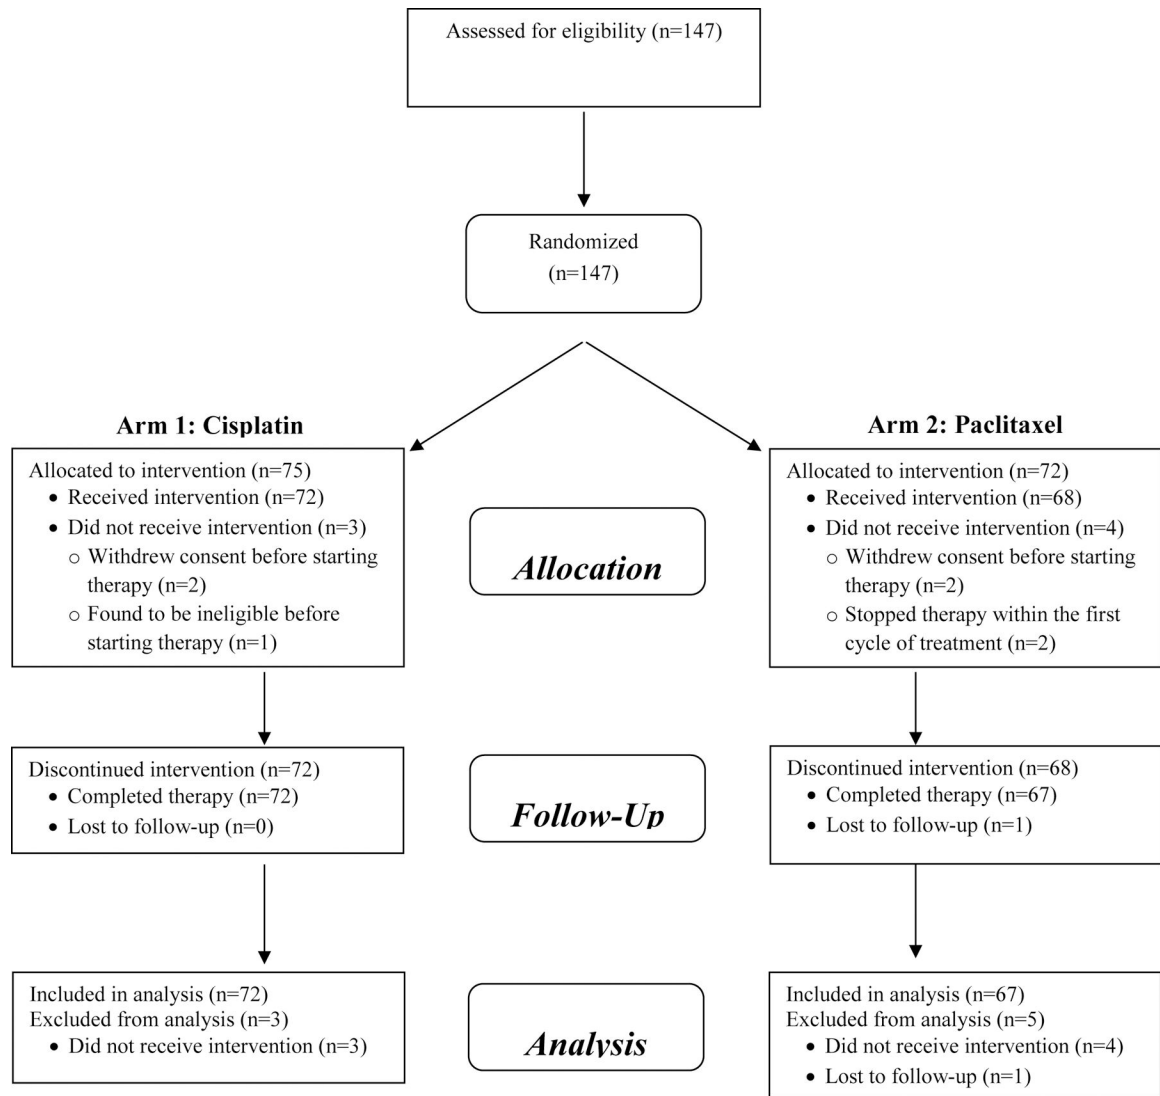 Assessed for eligibility (n=147)
Randomized
(n=147)
Arm 1: Cisplatin
Allocated to intervention (n=75)
• Received intervention (n=72)
• Did not receive intervention (n=3)
○ Withdrew consent before starting
therapy (n=2)
○ Found to be ineligible before
starting therapy (n=1)
Allocation
Arm 2: Paclitaxel
Allocated to intervention (n=72)
• Received intervention (n=68)
• Did not receive intervention (n=4)
○ Withdrew consent before starting
therapy (n=2)
○ Stopped therapy within the first
cycle of treatment (n=2)
Discontinued intervention (n=72)
• Completed therapy (n=72)
• Lost to follow-up (n=0)
Follow-Up
Discontinued intervention (n=68)
• Completed therapy (n=67)
• Lost to follow-up (n=1)
Included in analysis (n=72)
Excluded from analysis (n=3)
• Did not receive intervention (n=3)
Analysis
Included in analysis (n=67)
Excluded from analysis (n=5)
• Did not receive intervention (n=4)
• Lost to follow-up (n=1)